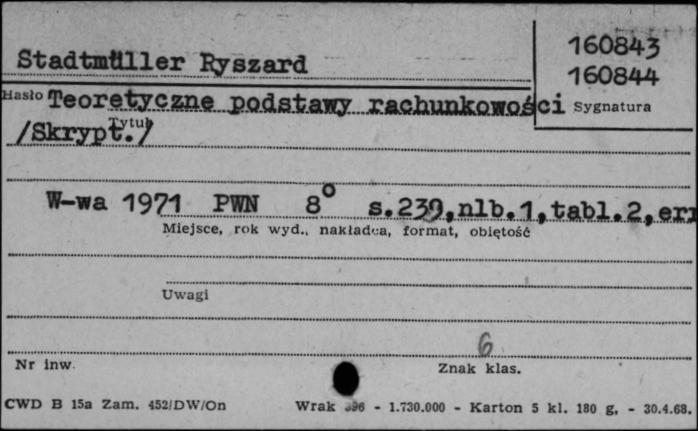 160843
Stadtmüller Ryszard
160844
Hasło Teoretyczne podstawy rachunkowości Sygnatura
/Skrypt./ Tytuł
W-wa 1971 PWN 8° s.239,nlb.1,tabl.2,err
Miejsce, rok wyd., nakładca, format, objętość
Uwagi
6
Nr inw. Znak klas.
CWD B 15a Zam. 452/DW/On Wrak 396 - 1.730.000 - Karton 5 kl. 180 g. - 30.4.68.